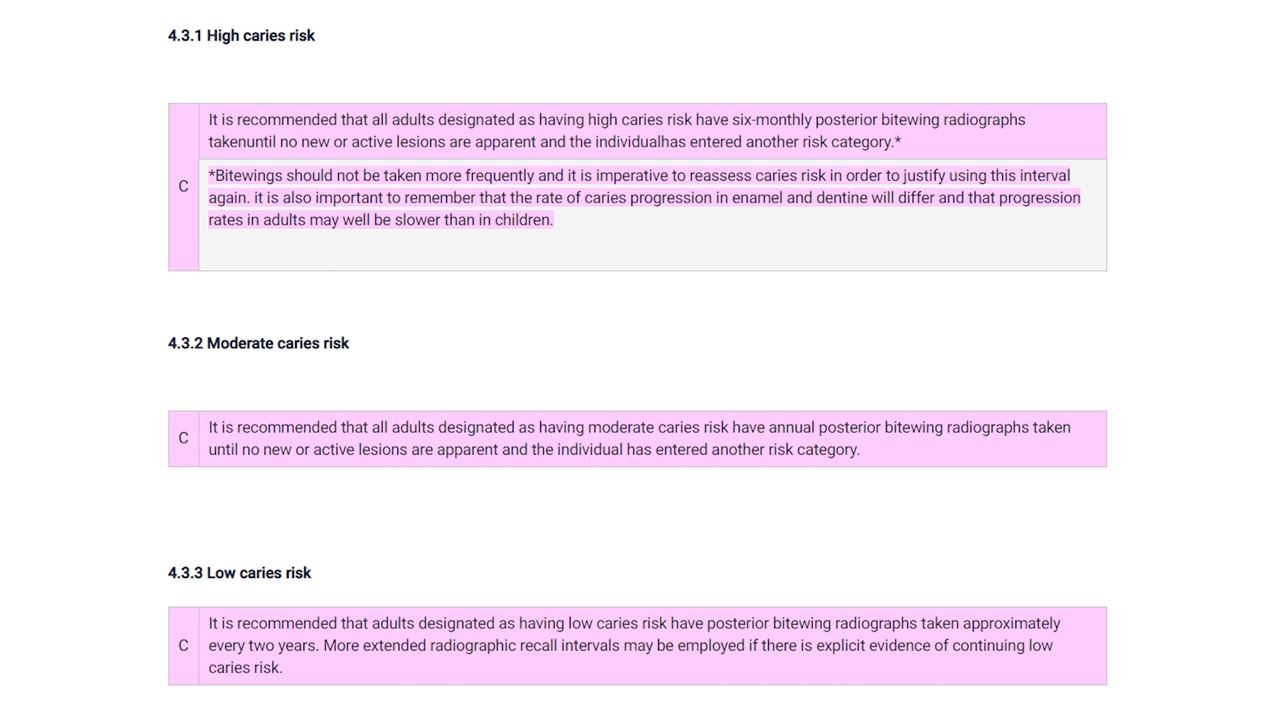 4.3.1 High caries risk
It is recommended that all adults designated as having high caries risk have six-monthly posterior bitewing radiographs
takenuntil no new or active lesions are apparent and the individualhas entered another risk category.*
C
*Bitewings should not be taken more frequently and it is imperative to reassess caries risk in order to justify using this interval
again. it is also important to remember that the rate of caries progression in enamel and dentine will differ and that progression
rates in adults may well be slower than in children.
4.3.2 Moderate caries risk
C
It is recommended that all adults designated as having moderate caries risk have annual posterior bitewing radiographs taken
until no new or active lesions are apparent and the individual has entered another risk category.
4.3.3 Low caries risk
C
It is recommended that adults designated as having low caries risk have posterior bitewing radiographs taken approximately
every two years. More extended radiographic recall intervals may be employed if there is explicit evidence of continuing low
caries risk.